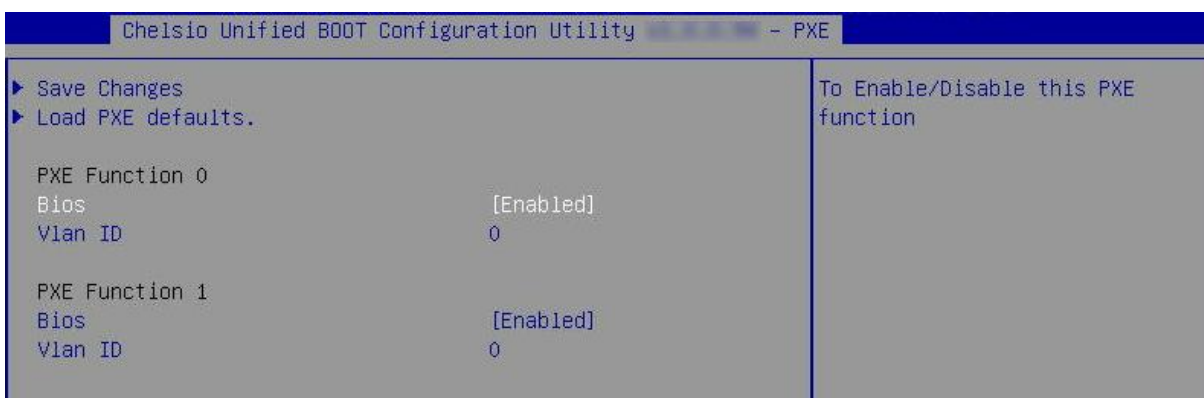 Chelsio Unified BOOT Configuration Utility - PXE
Save Changes
Load PXE defaults.
To Enable/Disable this PXE
function
PXE Function 0
Bios [Enabled]
Vlan ID 0
PXE Function 1
Bios [Enabled]
Vlan ID 0